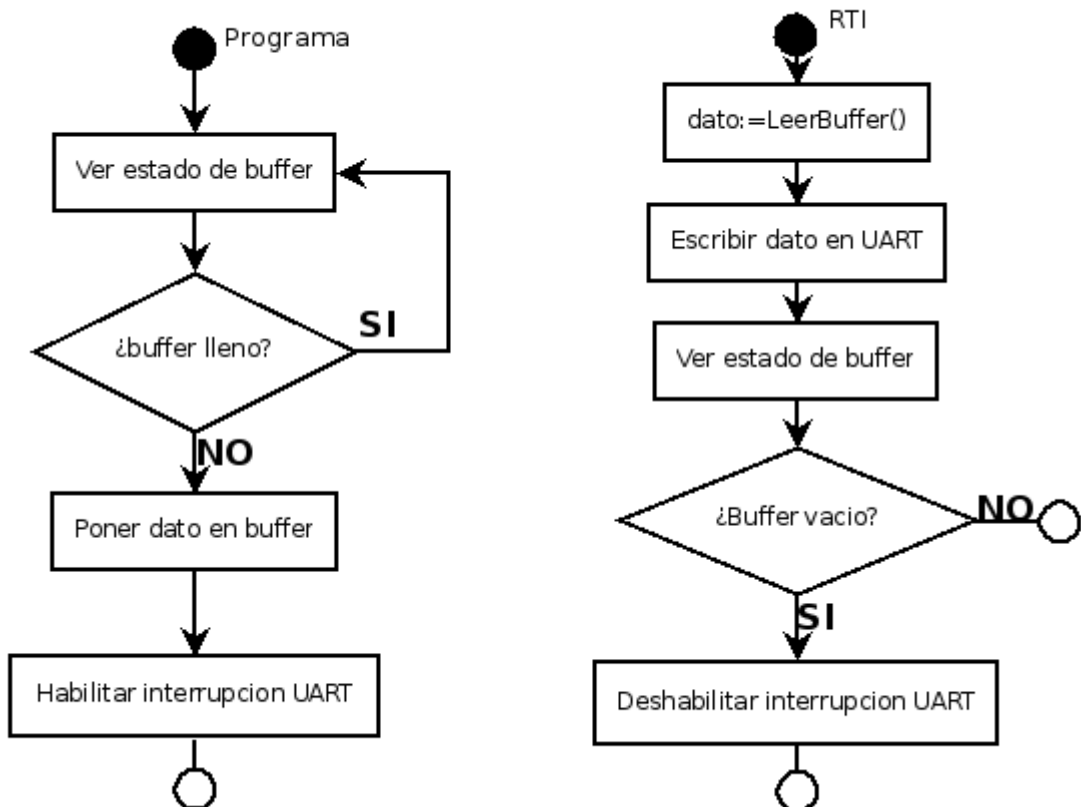 Programa
Ver estado de buffer
¿buffer lleno?
SI
NO
Poner dato en buffer
Habilitar interrupcion UART
RTI
dato:=LeerBuffer()
Escribir dato en UART
Ver estado de buffer
¿Buffer vacio?
NO
SI
Deshabilitar interrupcion UART